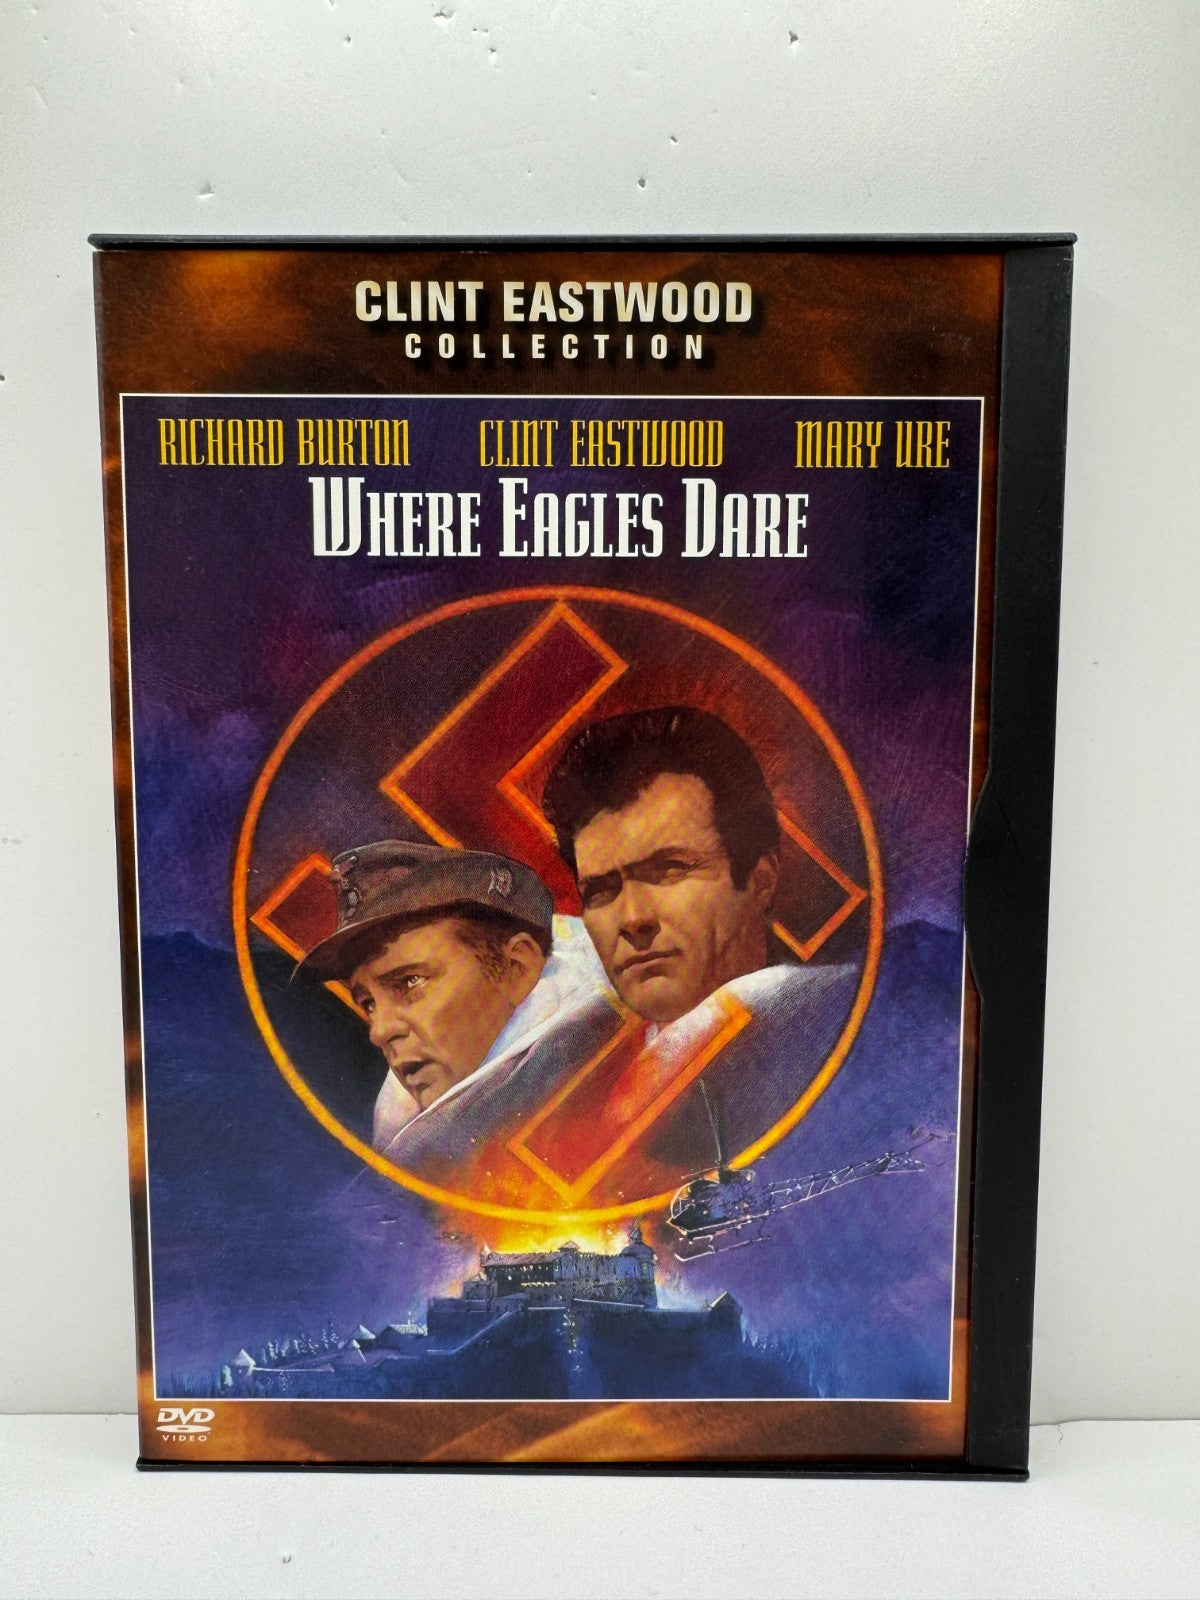 CLINT EASTWOOD
COLLECTION
RICHARD BURTON CLINT EASTWOOD MARY URE
WHERE EAGLES DARE
DVD
VIDEO